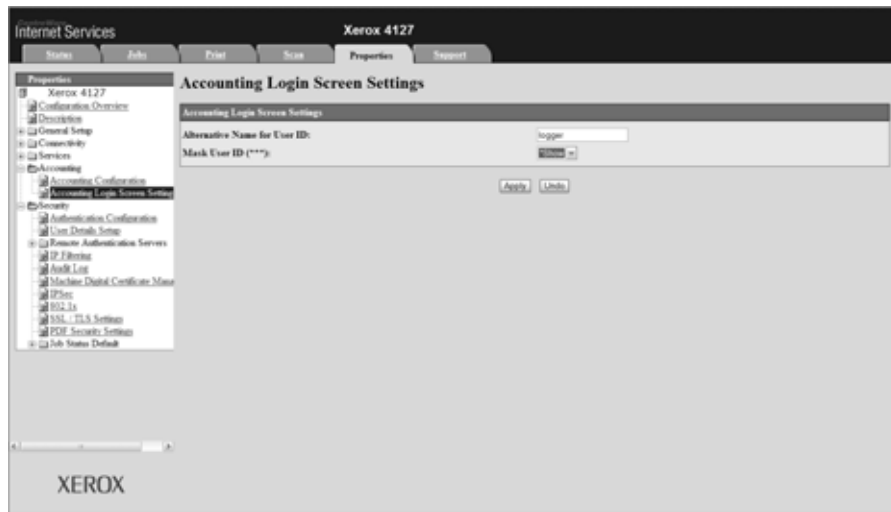 CentreWare
Internet Services
Xerox 4127
Status
Jobs
Print
Scan
Properties
Support
Properties
Xerox 4127
Configuration Overview
Description
General Setup
Connectivity
Services
Accounting
Accounting Configuration
Accounting Login Screen Setting
Security
Authentication Configuration
User Details Setup
Remote Authentication Servers
IP Filtering
Audit Log
Machine Digital Certificate Mana
IPSec
802.1x
SSL / TLS Settings
PDF Security Settings
Job Status Default
XEROX
Accounting Login Screen Settings
Accounting Login Screen Settings
Alternative Name for User ID:
logger
Mask User ID (***):
*Show
Apply
Undo